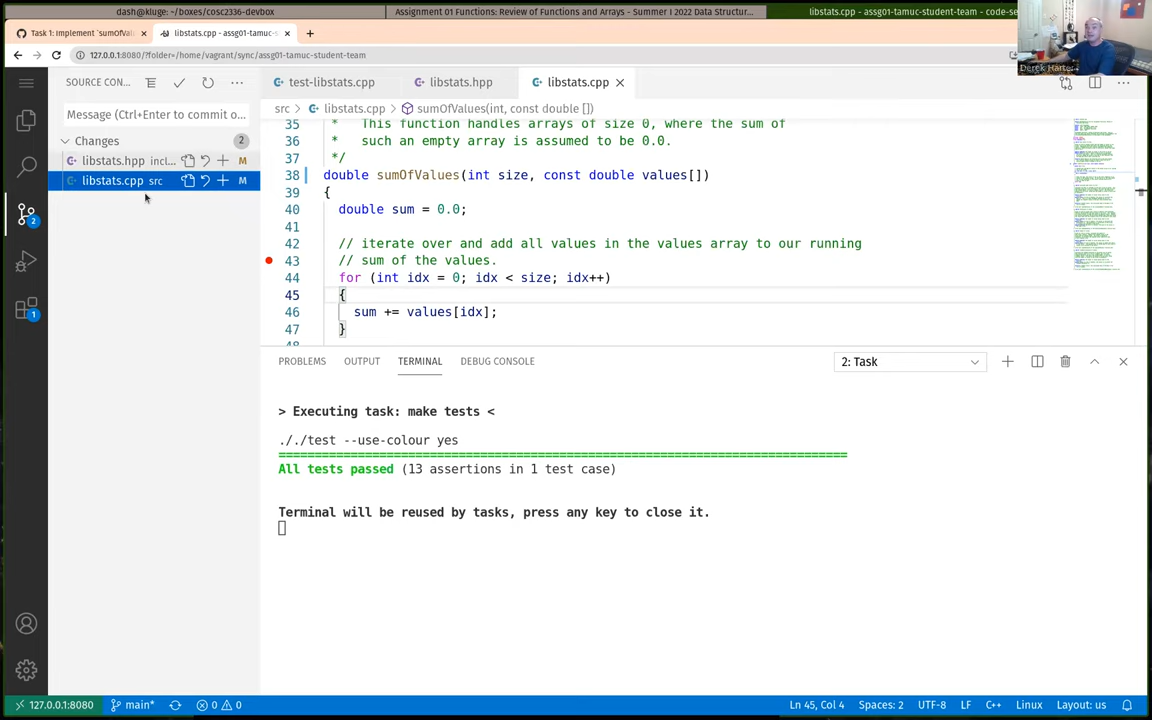 dash@kluge: ~/boxes/cosc2336-devbox
Assignment 01 Functions: Review of Functions and Arrays - Summer I 2022 Data Structur...
libstats.cpp - assg01-tamuc-student-team - code-se
Task 1: Implement `sumOfVal
libstats.cpp - assg01-tamuc-s
127.0.0.1:8080/?folder=/home/vagrant/sync/assg01-tamuc-student-team
Derek Harter
SOURCE CON...
test-libstats.cpp
libstats.hpp
libstats.cpp
src > libstats.cpp > sumOfValues(int, const double [])
Message (Ctrl+Enter to commit o...
Changes 2
libstats.hpp incl... M
libstats.cpp src M
2
1
35 * This function handles arrays of size 0, where the sum of
36 * such an empty array is assumed to be 0.0.
37 */
38 double sumOfValues(int size, const double values[])
39 {
40 double sum = 0.0;
41
42 // iterate over and add all values in the values array to our running
43 // sum of the values.
44 for (int idx = 0; idx < size; idx++)
45 {
46 sum += values[idx];
47 }
48
PROBLEMS OUTPUT TERMINAL DEBUG CONSOLE
2: Task
> Executing task: make tests <
././test --use-colour yes
===============================================================================
All tests passed (13 assertions in 1 test case)
Terminal will be reused by tasks, press any key to close it.
127.0.0.1:8080 main* 0 0 Ln 45, Col 4 Spaces: 2 UTF-8 LF C++ Linux Layout: us